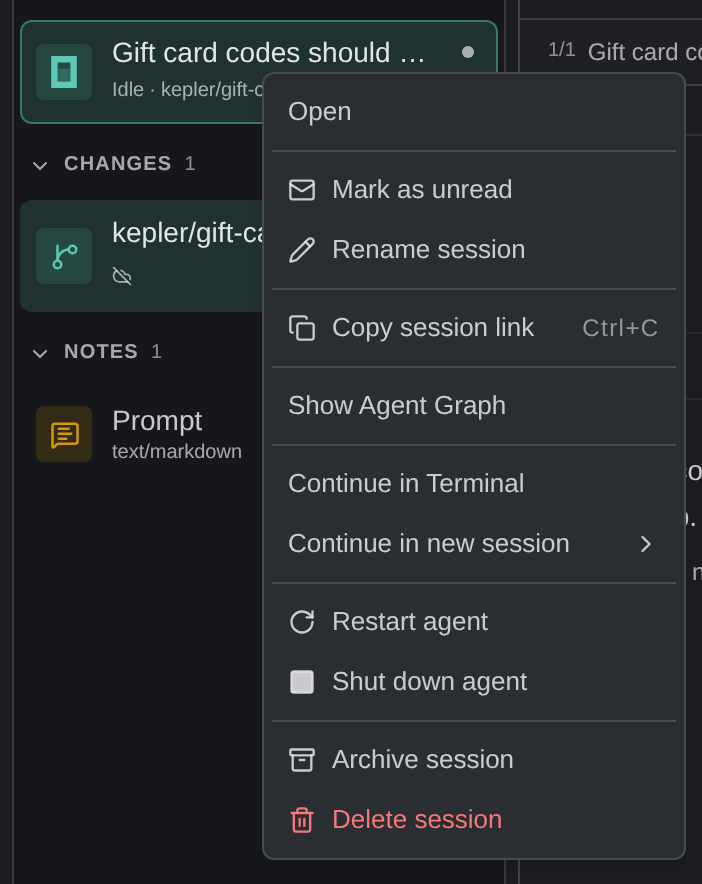 Gift card codes should …
Idle · kepler/gift-c
CHANGES 1
kepler/gift-ca
NOTES 1
Prompt
text/markdown
1/1 Gift card co
Open
Mark as unread
Rename session
Copy session link Ctrl+C
Show Agent Graph
Continue in Terminal
Continue in new session
Restart agent
Shut down agent
Archive session
Delete session